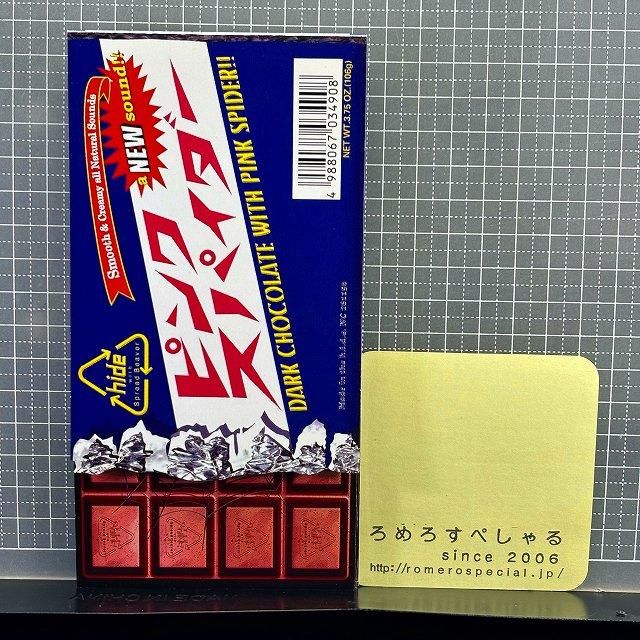 Smooth & Creamy all Natural Sounds
a NEW sound!!
ピンク
スパイダー
DARK CHOCOLATE WITH PINK SPIDER!!
4 988067 034908
NET WT.3.75 OZ.(106g)
hide
with
Spread Beaver
ろめろすぺしゃる
since 2006
http://romerospecial.jp/